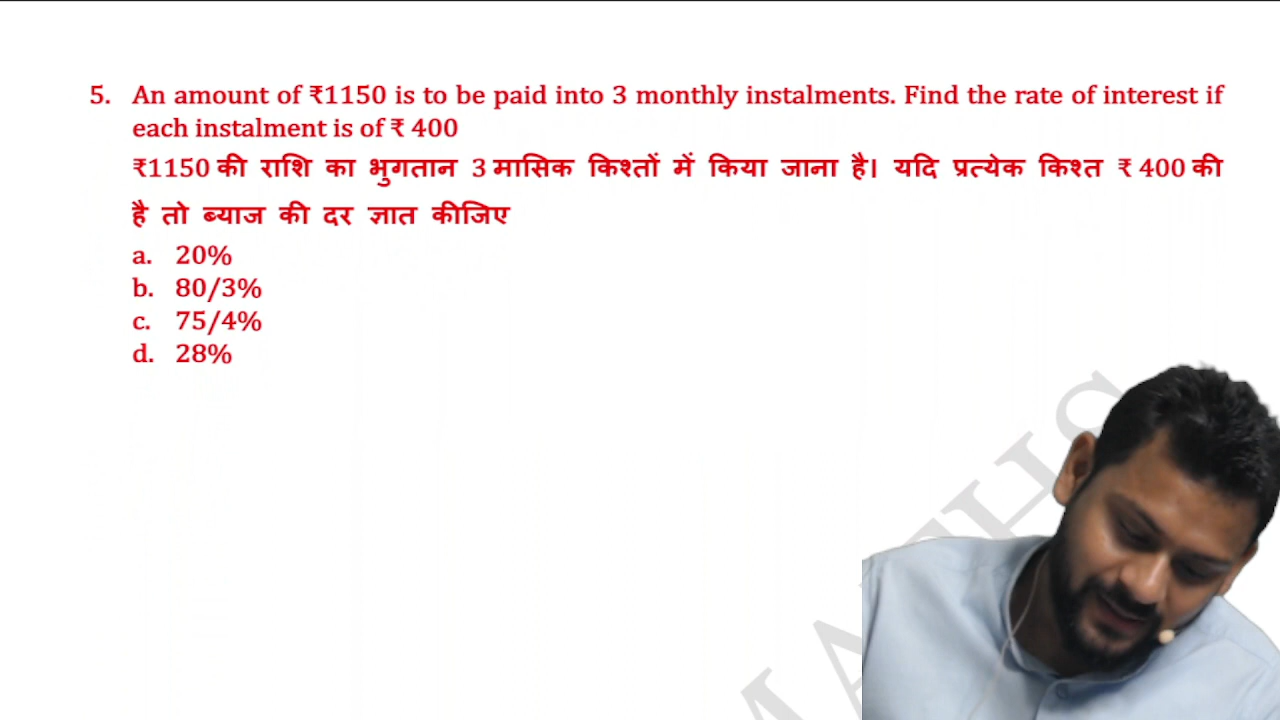 5. An amount of ₹1150 is to be paid into 3 monthly instalments. Find the rate of interest if
each instalment is of ₹ 400
₹1150 की राशि का भुगतान 3 मासिक किश्तों में किया जाना है। यदि प्रत्येक किश्त ₹ 400 की
है तो ब्याज की दर ज्ञात कीजिए
a. 20%
b. 80/3%
c. 75/4%
d. 28%